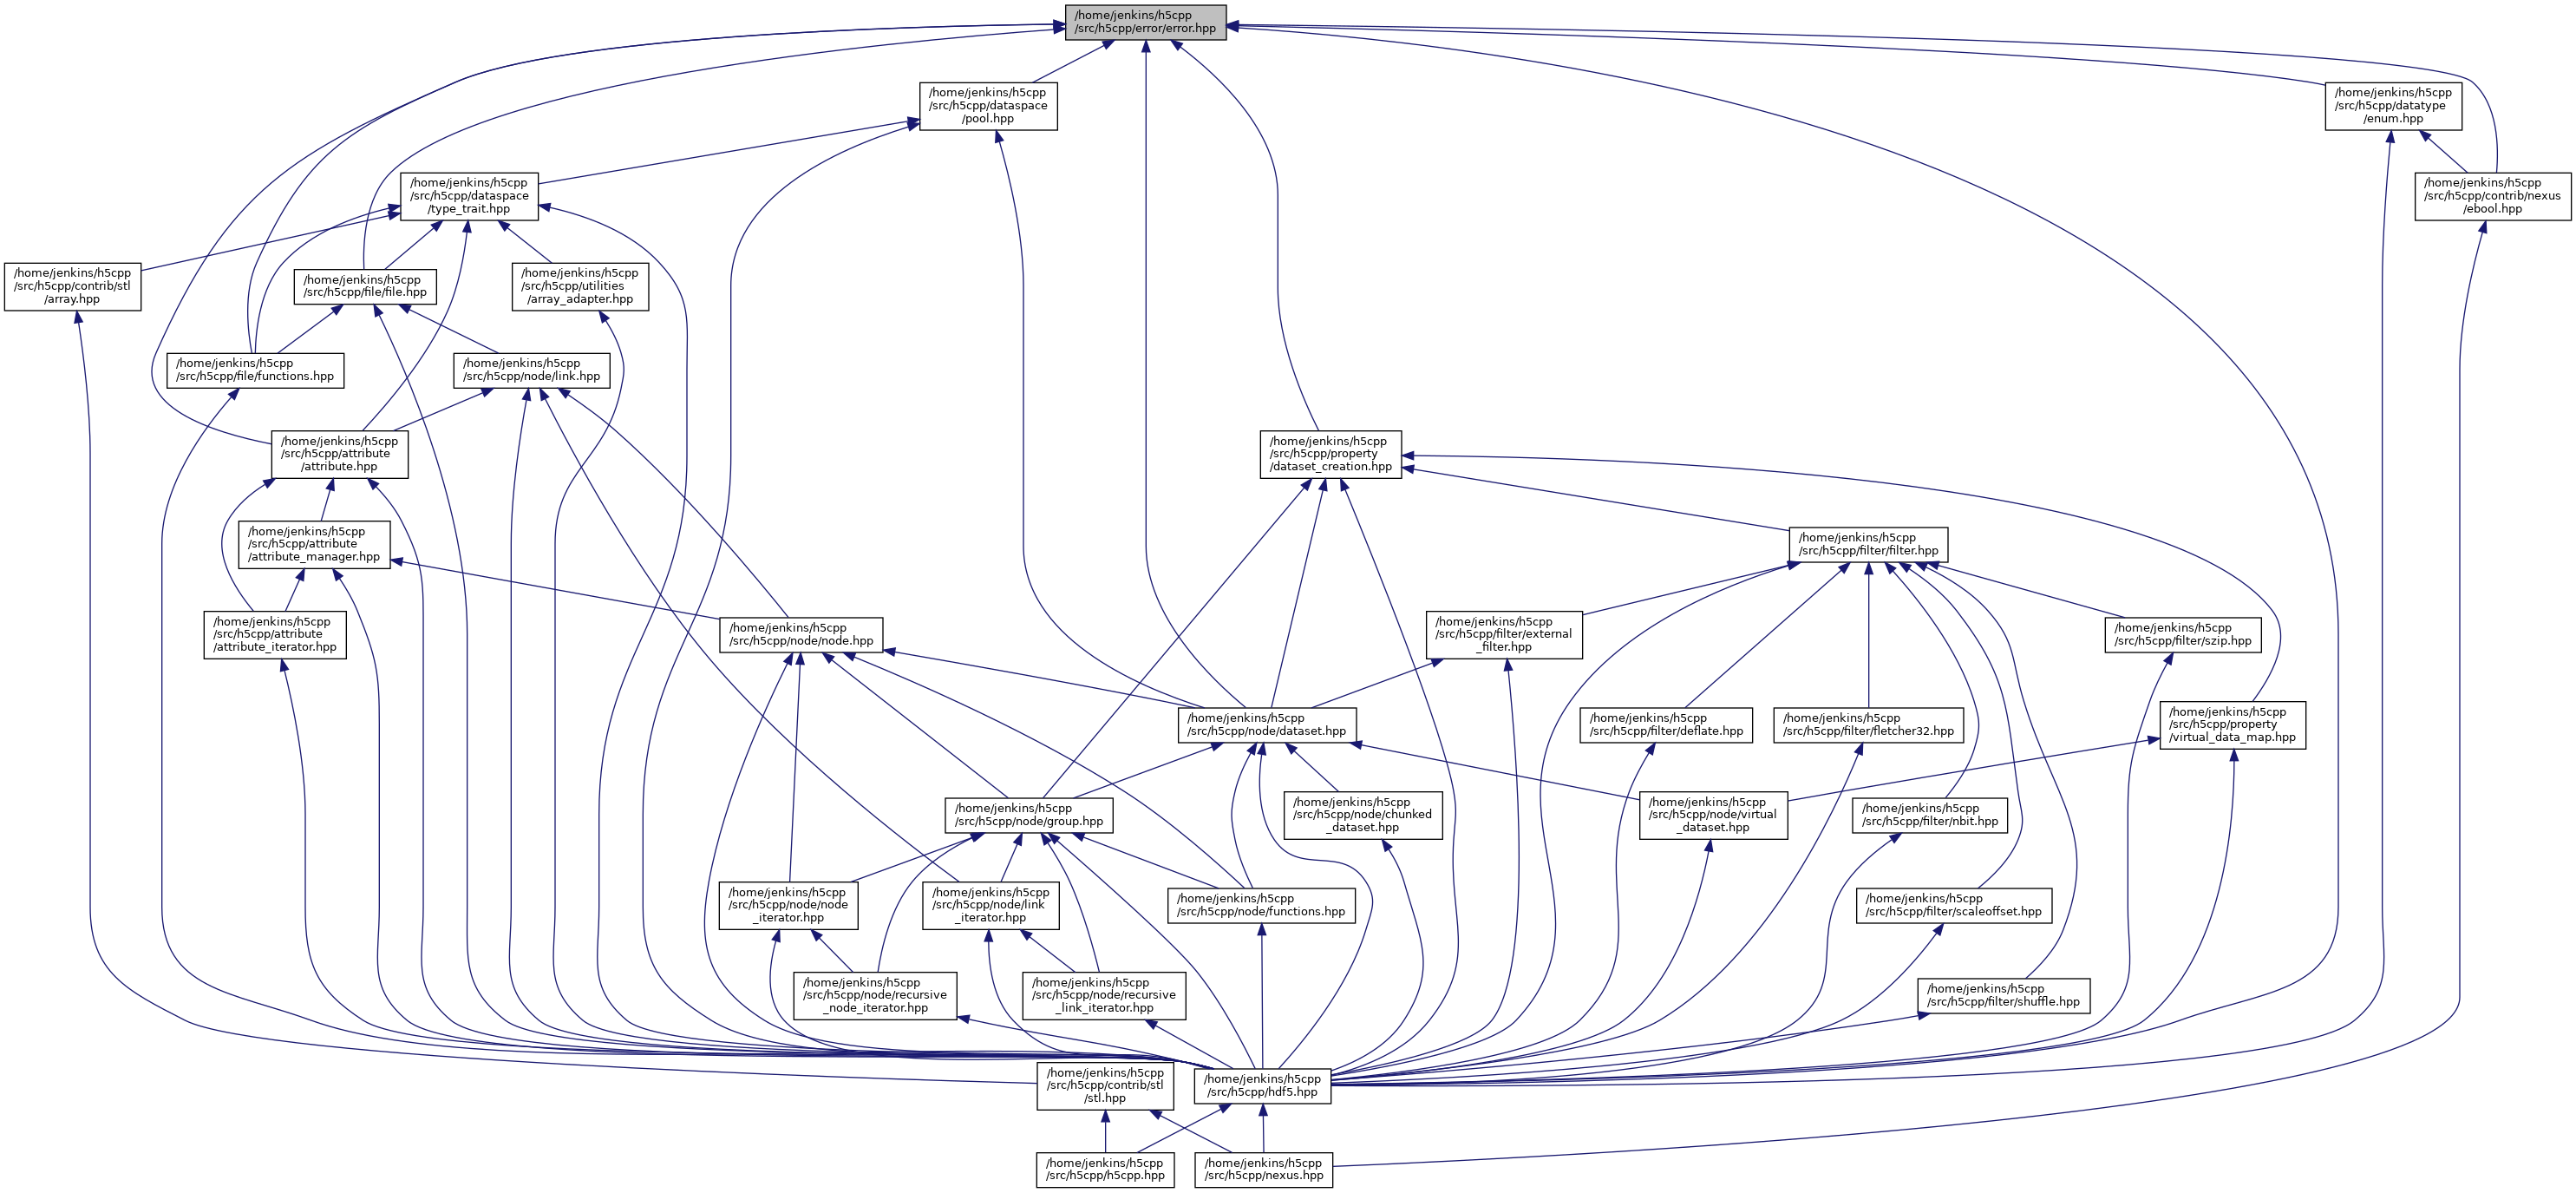 /home/jenkins/h5cpp
/src/h5cpp/error/error.hpp
/home/jenkins/h5cpp
/src/h5cpp/dataspace
/pool.hpp
/home/jenkins/h5cpp
/src/h5cpp/datatype
/enum.hpp
/home/jenkins/h5cpp
/src/h5cpp/dataspace
/type_trait.hpp
/home/jenkins/h5cpp
/src/h5cpp/contrib/nexus
/ebool.hpp
/home/jenkins/h5cpp
/src/h5cpp/contrib/stl
/array.hpp
/home/jenkins/h5cpp
/src/h5cpp/file/file.hpp
/home/jenkins/h5cpp
/src/h5cpp/utilities
/array_adapter.hpp
/home/jenkins/h5cpp
/src/h5cpp/file/functions.hpp
/home/jenkins/h5cpp
/src/h5cpp/node/link.hpp
/home/jenkins/h5cpp
/src/h5cpp/attribute
/attribute.hpp
/home/jenkins/h5cpp
/src/h5cpp/property
/dataset_creation.hpp
/home/jenkins/h5cpp
/src/h5cpp/attribute
/attribute_manager.hpp
/home/jenkins/h5cpp
/src/h5cpp/filter/filter.hpp
/home/jenkins/h5cpp
/src/h5cpp/attribute
/attribute_iterator.hpp
/home/jenkins/h5cpp
/src/h5cpp/node/node.hpp
/home/jenkins/h5cpp
/src/h5cpp/filter/external
_filter.hpp
/home/jenkins/h5cpp
/src/h5cpp/filter/szip.hpp
/home/jenkins/h5cpp
/src/h5cpp/node/dataset.hpp
/home/jenkins/h5cpp
/src/h5cpp/filter/deflate.hpp
/home/jenkins/h5cpp
/src/h5cpp/filter/fletcher32.hpp
/home/jenkins/h5cpp
/src/h5cpp/property
/virtual_data_map.hpp
/home/jenkins/h5cpp
/src/h5cpp/node/group.hpp
/home/jenkins/h5cpp
/src/h5cpp/node/chunked
_dataset.hpp
/home/jenkins/h5cpp
/src/h5cpp/node/virtual
_dataset.hpp
/home/jenkins/h5cpp
/src/h5cpp/filter/nbit.hpp
/home/jenkins/h5cpp
/src/h5cpp/node/node
_iterator.hpp
/home/jenkins/h5cpp
/src/h5cpp/node/link
_iterator.hpp
/home/jenkins/h5cpp
/src/h5cpp/node/functions.hpp
/home/jenkins/h5cpp
/src/h5cpp/filter/scaleoffset.hpp
/home/jenkins/h5cpp
/src/h5cpp/node/recursive
_node_iterator.hpp
/home/jenkins/h5cpp
/src/h5cpp/node/recursive
_link_iterator.hpp
/home/jenkins/h5cpp
/src/h5cpp/filter/shuffle.hpp
/home/jenkins/h5cpp
/src/h5cpp/contrib/stl
/stl.hpp
/home/jenkins/h5cpp
/src/h5cpp/hdf5.hpp
/home/jenkins/h5cpp
/src/h5cpp/h5cpp.hpp
/home/jenkins/h5cpp
/src/h5cpp/nexus.hpp